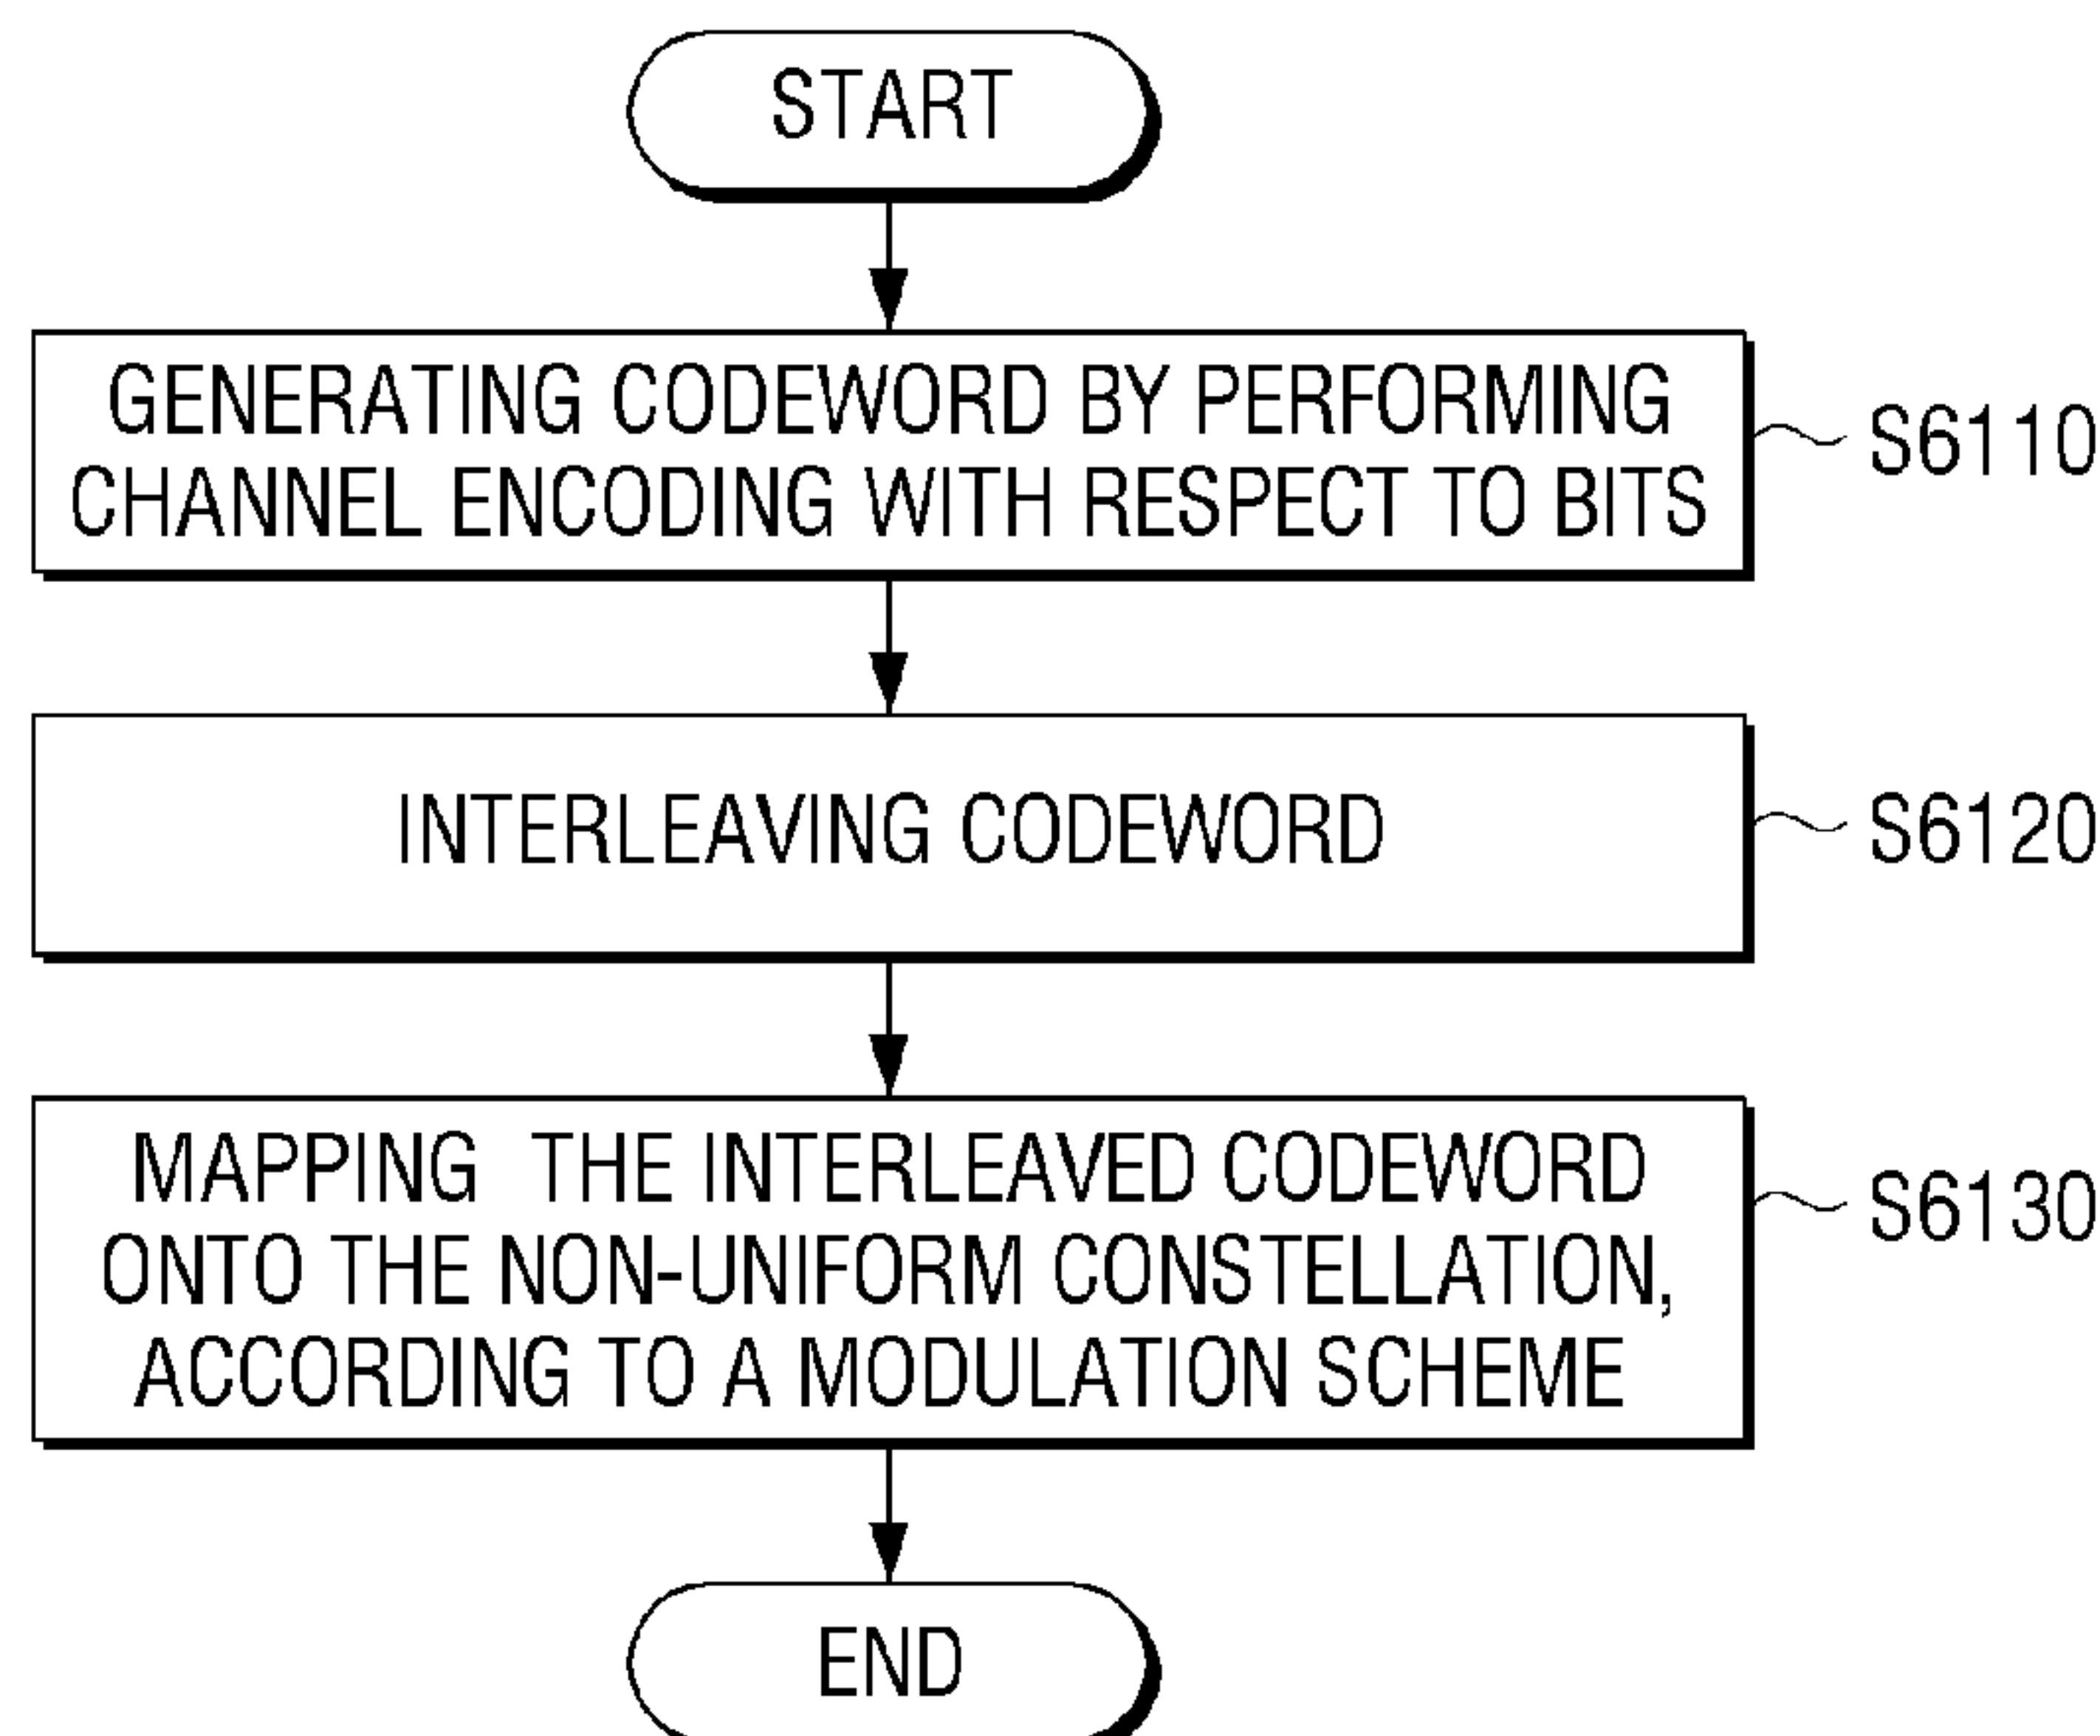 START
GENERATING CODEWORD BY PERFORMING
CHANNEL ENCODING WITH RESPECT TO BITS
S6110
INTERLEAVING CODEWORD
S6120
MAPPING THE INTERLEAVED CODEWORD
ONTO THE NON-UNIFORM CONSTELLATION,
ACCORDING TO A MODULATION SCHEME
S6130
END